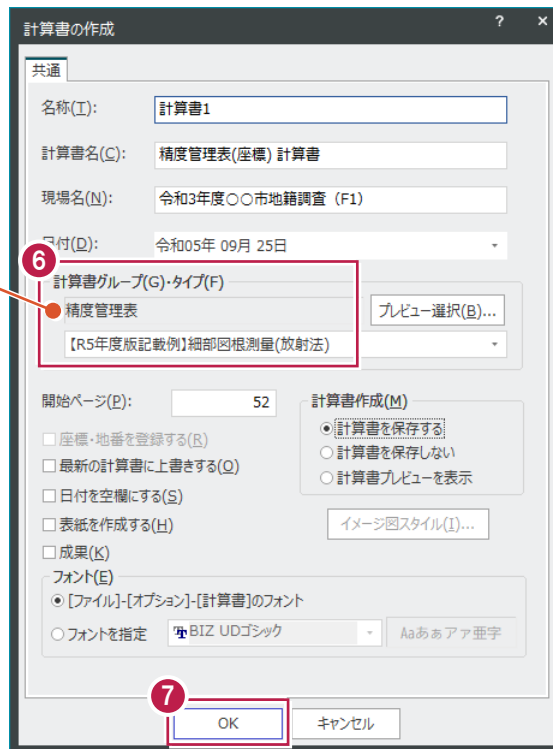 計算書の作成 ? ×
共通
名称(T): 計算書1
計算書名(C): 精度管理表(座標) 計算書
現場名(N): 令和3年度○○市地籍調査（F1）
日付(D): 令和05年 09月 25日
6
計算書グループ(G)・タイプ(F)
精度管理表 プレビュー選択(B)...
【R5年度版記載例】細部図根測量(放射法)
開始ページ(P): 52
計算書作成(M)
計算書を保存する
計算書を保存しない
計算書プレビューを表示
座標・地番を登録する(R)
最新の計算書に上書きする(O)
日付を空欄にする(S)
表紙を作成する(H) イメージ図スタイル(I)...
成果(K)
フォント(E)
[ファイル]-[オプション]-[計算書]のフォント
フォントを指定 BIZ UDゴシック Aaあぁアァ亜宇
7
OK キャンセル